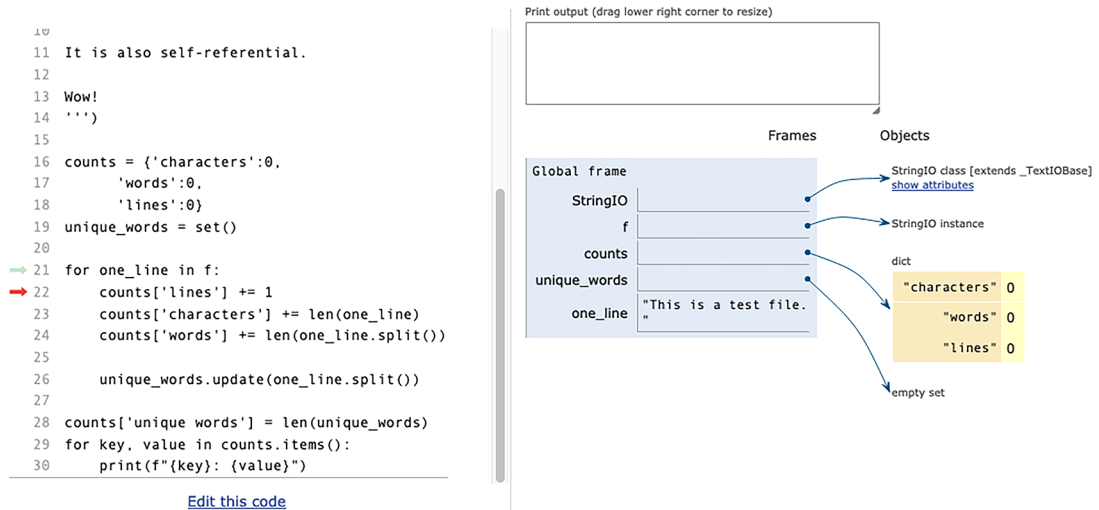 10
11 It is also self-referential.
12
13 Wow!
14 ''')
15
16 counts = {'characters':0,
17       'words':0,
18       'lines':0}
19 unique_words = set()
20
21 for one_line in f:
22     counts['lines'] += 1
23     counts['characters'] += len(one_line)
24     counts['words'] += len(one_line.split())
25
26     unique_words.update(one_line.split())
27
28 counts['unique words'] = len(unique_words)
29 for key, value in counts.items():
30     print(f"{key}: {value}")
Edit this code
Print output (drag lower right corner to resize)
Frames Objects
Global frame
StringIO
f
counts
unique_words
one_line "This is a test file.
"
StringIO class [extends _TextIOBase]
show attributes
StringIO instance
dict
"characters" 0
"words" 0
"lines" 0
empty set